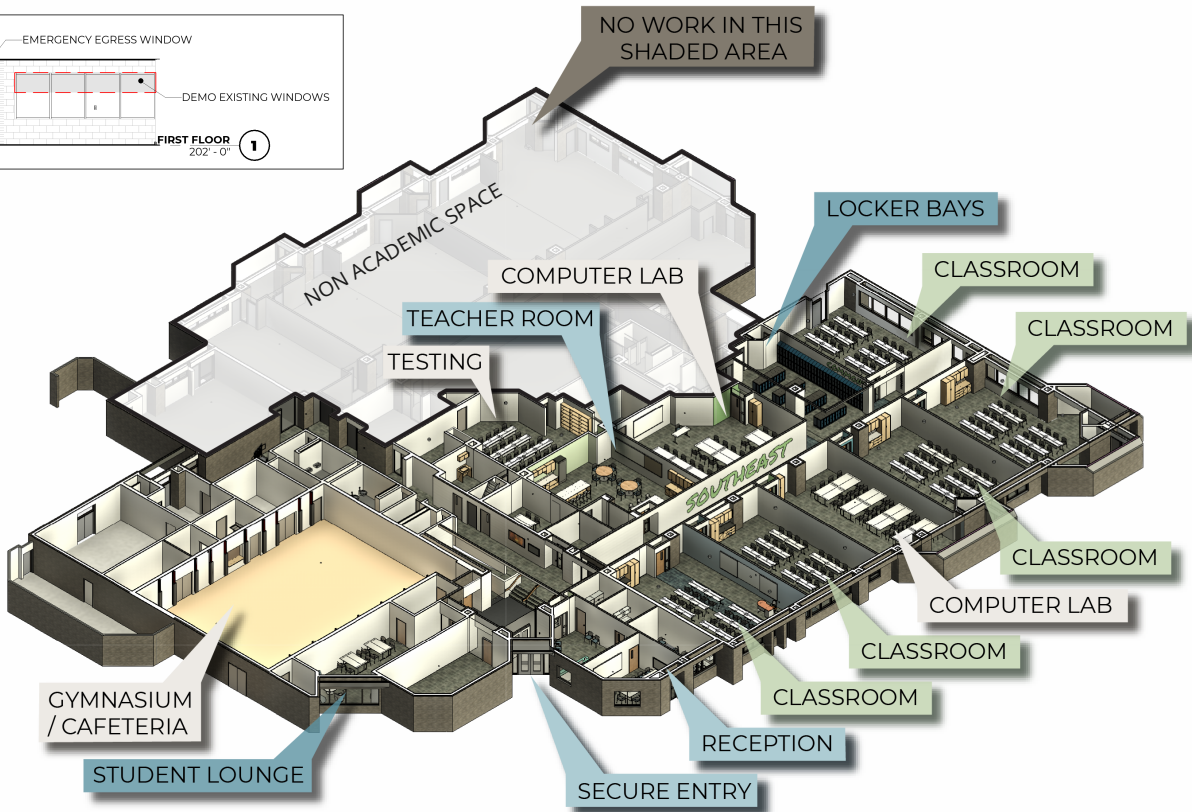 EMERGENCY EGRESS WINDOW
DEMO EXISTING WINDOWS
FIRST FLOOR
202' - 0"
1
NO WORK IN THIS
SHADED AREA
NON ACADEMIC SPACE
LOCKER BAYS
COMPUTER LAB
CLASSROOM
TEACHER ROOM
CLASSROOM
TESTING
SOUTHEAST
CLASSROOM
COMPUTER LAB
CLASSROOM
CLASSROOM
GYMNASIUM
/ CAFETERIA
RECEPTION
STUDENT LOUNGE
SECURE ENTRY